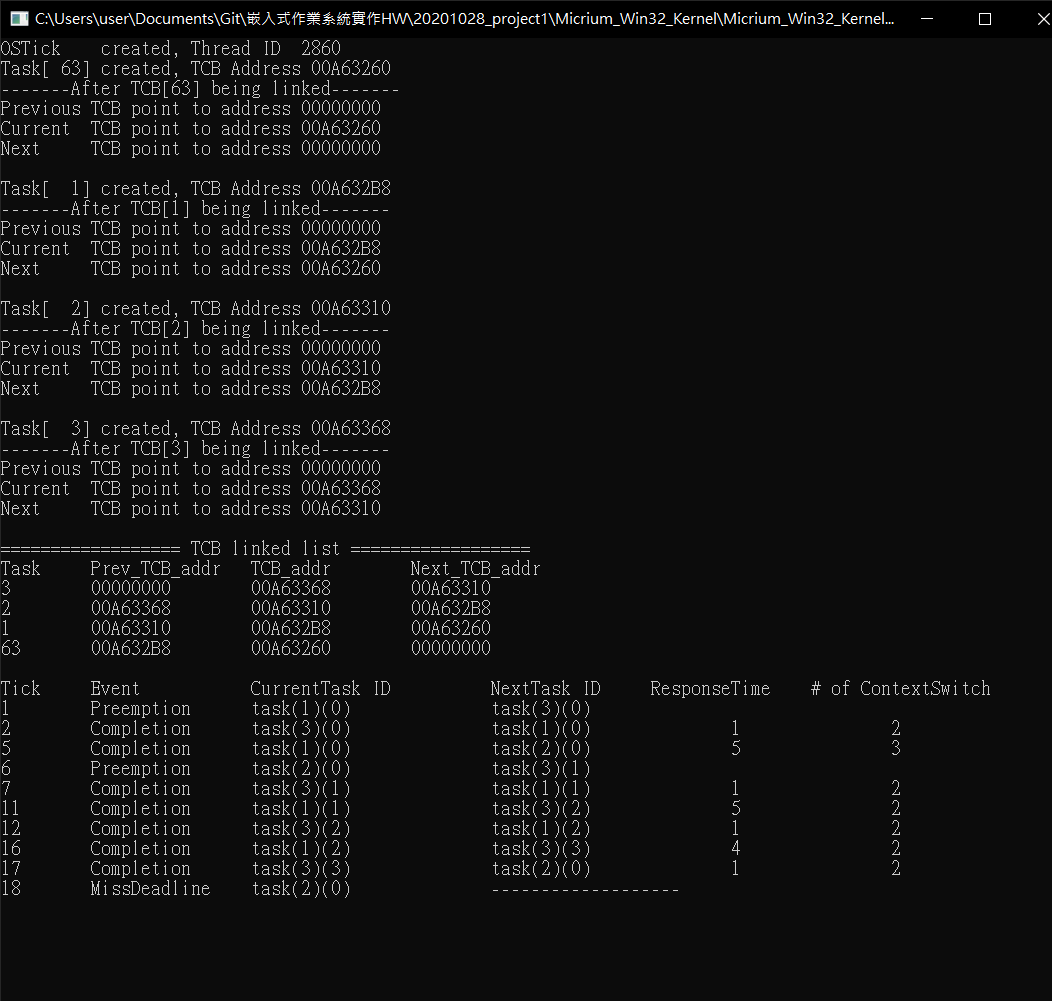 C:\Users\user\Documents\Git\嵌入式作業系統實作HW\20201028_project1\Micrium_Win32_Kernel\Micrium_Win32_Kernel...
OSTick    created, Thread ID  2860
Task[ 63] created, TCB Address 00A63260
-------After TCB[63] being linked-------
Previous TCB point to address 00000000
Current  TCB point to address 00A63260
Next     TCB point to address 00000000

Task[  1] created, TCB Address 00A632B8
-------After TCB[1] being linked-------
Previous TCB point to address 00000000
Current  TCB point to address 00A632B8
Next     TCB point to address 00A63260

Task[  2] created, TCB Address 00A63310
-------After TCB[2] being linked-------
Previous TCB point to address 00000000
Current  TCB point to address 00A63310
Next     TCB point to address 00A632B8

Task[  3] created, TCB Address 00A63368
-------After TCB[3] being linked-------
Previous TCB point to address 00000000
Current  TCB point to address 00A63368
Next     TCB point to address 00A63310

================== TCB linked list ==================
Task     Prev_TCB_addr   TCB_addr        Next_TCB_addr
3        00000000        00A63368        00A63310
2        00A63368        00A63310        00A632B8
1        00A63310        00A632B8        00A63260
63       00A632B8        00A63260        00000000

Tick     Event           CurrentTask ID          NextTask ID     ResponseTime    # of ContextSwitch
1        Preemption      task(1)(0)              task(3)(0)
2        Completion      task(3)(0)              task(1)(0)              1               2
5        Completion      task(1)(0)              task(2)(0)              5               3
6        Preemption      task(2)(0)              task(3)(1)
7        Completion      task(3)(1)              task(1)(1)              1               2
11       Completion      task(1)(1)              task(3)(2)              5               2
12       Completion      task(3)(2)              task(1)(2)              1               2
16       Completion      task(1)(2)              task(3)(3)              4               2
17       Completion      task(3)(3)              task(2)(0)              1               2
18       MissDeadline    task(2)(0)              -------------------